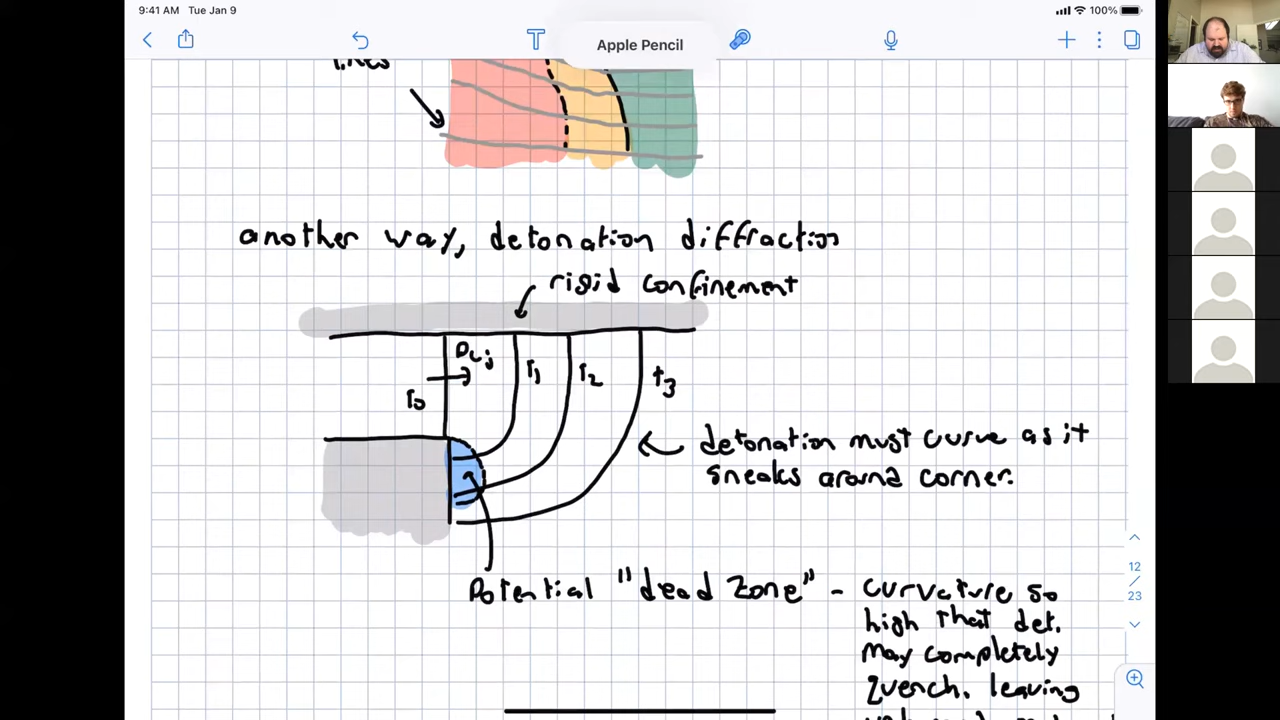 9:41 AM Tue Jan 9
100%
Apple Pencil
lines
another way, detonation diffraction
rigid confinement
DCJ
t0
t1
t2
t3
detonation must curve as it
sneaks around corner.
Potential "dead zone" - curvature so
high that det.
may completely
quench. leaving
12
/
23